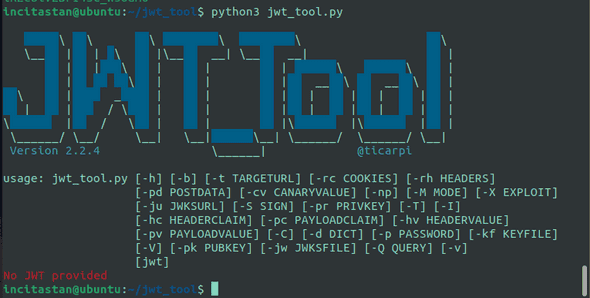 incitastan@ubuntu:~/jwt_tool$ python3 jwt_tool.py
JWT_Tool
Version 2.2.4 @ticarpi
usage: jwt_tool.py [-h] [-b] [-t TARGETURL] [-rc COOKIES] [-rh HEADERS]
[-pd POSTDATA] [-cv CANARYVALUE] [-np] [-M MODE] [-X EXPLOIT]
[-ju JWKSURL] [-S SIGN] [-pr PRIVKEY] [-T] [-I]
[-hc HEADERCLAIM] [-pc PAYLOADCLAIM] [-hv HEADERVALUE]
[-pv PAYLOADVALUE] [-C] [-d DICT] [-p PASSWORD] [-kf KEYFILE]
[-V] [-pk PUBKEY] [-jw JWKSFILE] [-Q QUERY] [-v]
[jwt]
No JWT provided
incitastan@ubuntu:~/jwt_tool$